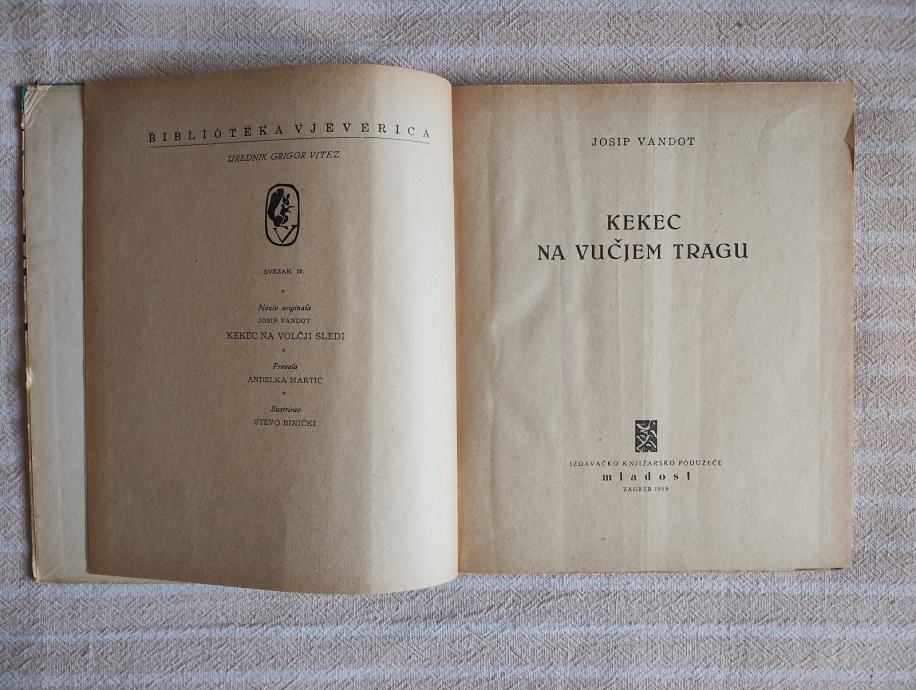 BIBLIOTEKA VJEVERICA
UREDNIK GRIGOR VITEZ
V
SVEZAK 28.
*
Naziv originala
JOSIP VANDOT
KEKEC NA VOLČJI SLEDI
*
Prevela
ANĐELKA MARTIĆ
*
Ilustrirao
STEVO BINIČKI
JOSIP VANDOT
KEKEC
NA VUČJEM TRAGU
IZDAVAČKO KNJIŽARSKO PODUZEĆE
mladost
ZAGREB 1959